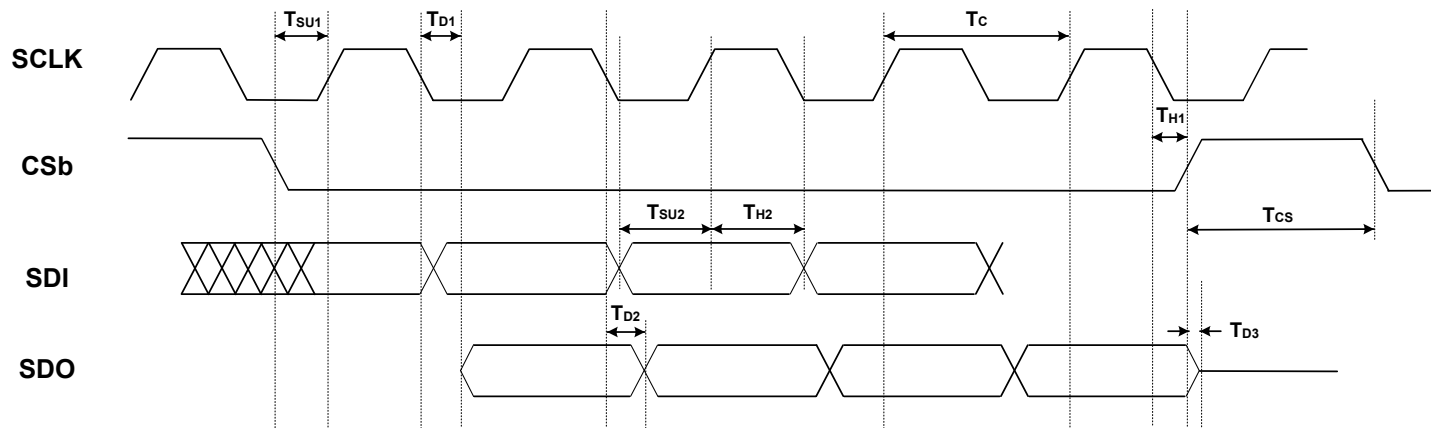 TSU1
TD1
TC
SCLK
TH1
CSb
TSU2
TH2
TCS
SDI
TD2
TD3
SDO